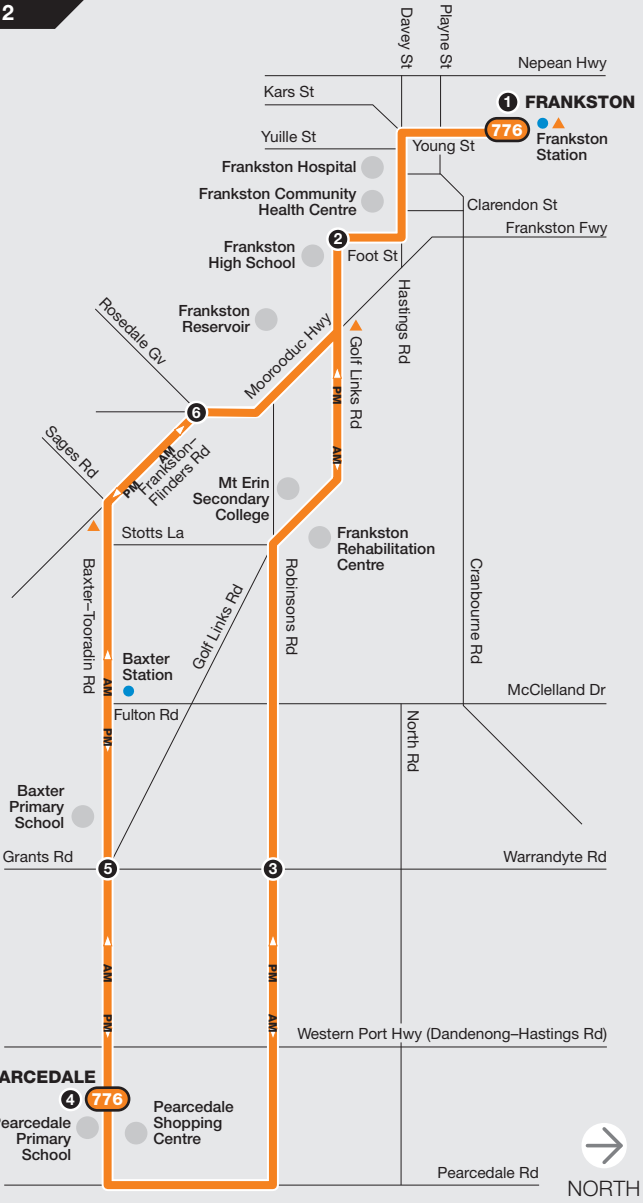 2
Davey St
Playne St
Nepean Hwy
Kars St
1 FRANKSTON
776
Frankston
Station
Yuille St
Young St
Frankston Hospital
Frankston Community
Health Centre
Clarendon St
Frankston Fwy
2
Foot St
Frankston
High School
Hastings Rd
Frankston
Reservoir
Rosedale Gv
Moorooduc Hwy
Golf Links Rd
PM
AM
6
Sages Rd
AM
PM
Frankston–
Flinders Rd
Mt Erin
Secondary
College
Frankston
Rehabilitation
Centre
Stotts La
Baxter–Tooradin Rd
Golf Links Rd
Robinsons Rd
Cranbourne Rd
Baxter
Station
AM
PM
Fulton Rd
McClelland Dr
North Rd
Baxter
Primary
School
Grants Rd
5
3
Warrandyte Rd
AM
PM
PM
AM
Western Port Hwy (Dandenong–Hastings Rd)
ARCEDALE
4 776
earcedale
Primary
School
Pearcedale
Shopping
Centre
Pearcedale Rd
NORTH